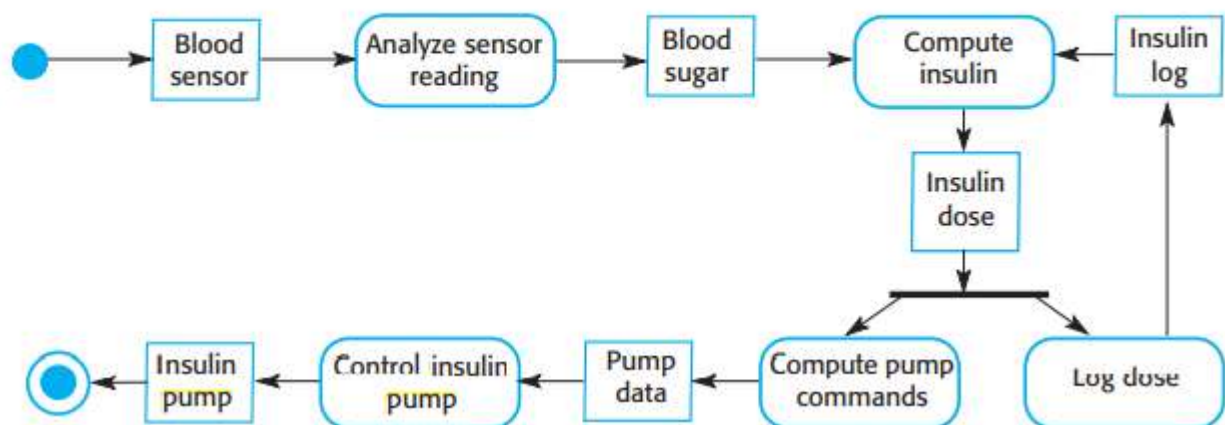 Blood
sensor
Analyze sensor
reading
Blood
sugar
Compute
insulin
Insulin
log
Insulin
dose
Insulin
pump
Control insulin
pump
Pump
data
Compute pump
commands
Log dose